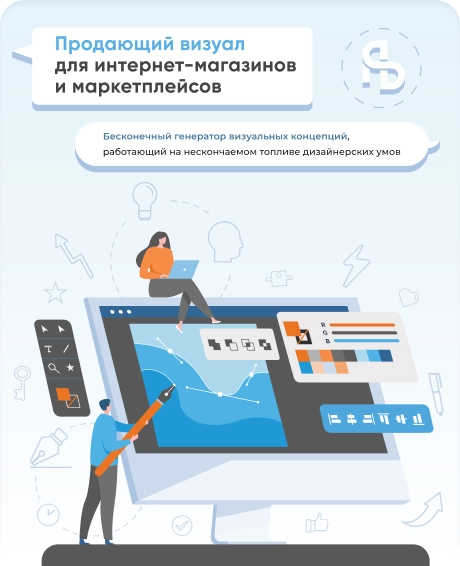 Продающий визуал
для интернет-магазинов
и маркетплейсов
Бесконечный генератор визуальных концепций,
работающий на нескончаемом топливе дизайнерских умов
R
G
B
T